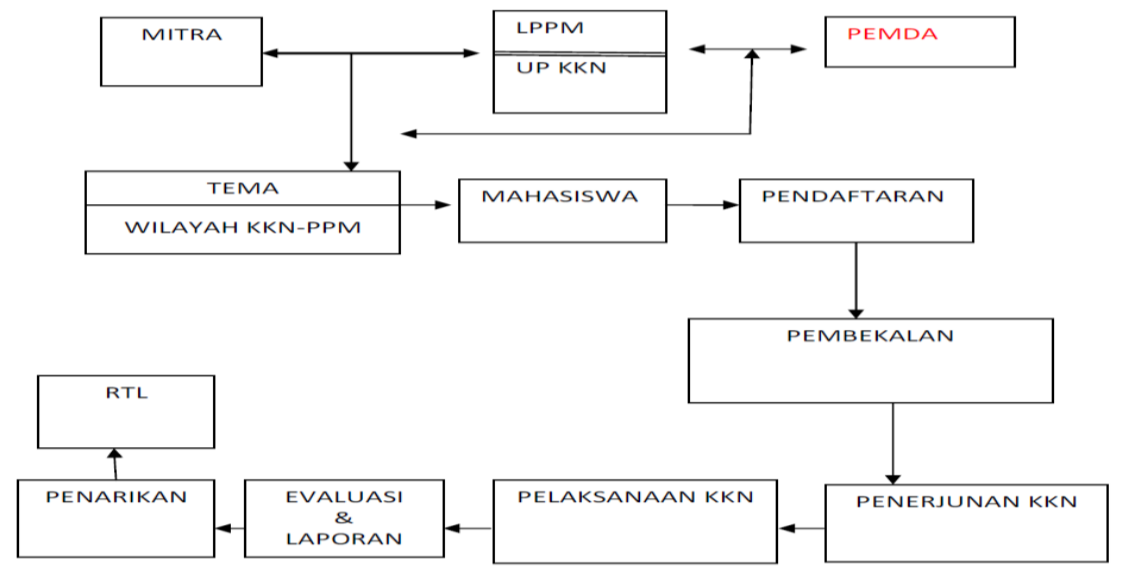 MITRA
LPPM
UP KKN
PEMDA
TEMA
WILAYAH KKN-PPM
MAHASISWA
PENDAFTARAN
PEMBEKALAN
RTL
PENARIKAN
EVALUASI
&
LAPORAN
PELAKSANAAN KKN
PENERJUNAN KKN